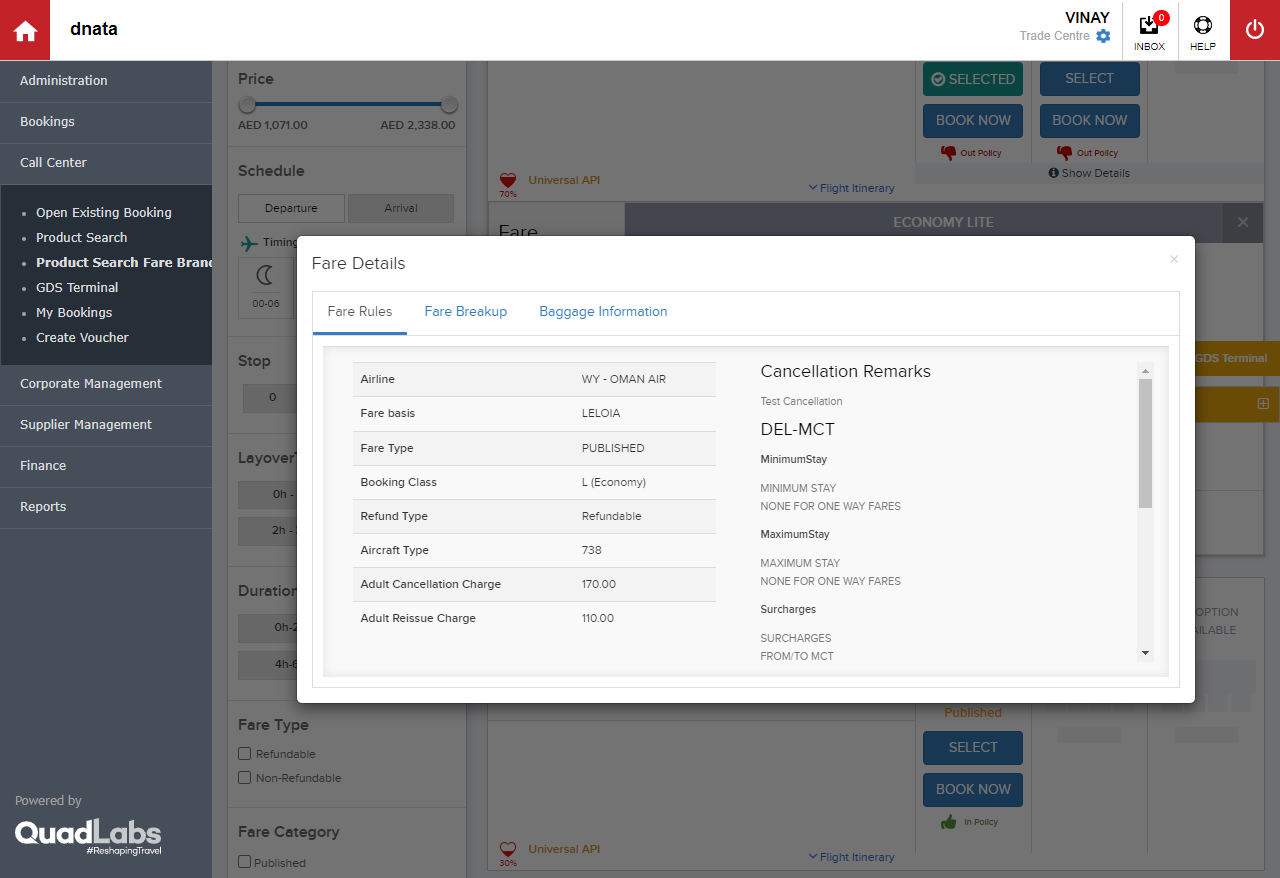 dnata
VINAY
Trade Centre
0
INBOX
HELP
Administration
Bookings
Call Center
Open Existing Booking
Product Search
Product Search Fare Brand
GDS Terminal
My Bookings
Create Voucher
Corporate Management
Supplier Management
Finance
Reports
Powered by
QuadLabs
#ReshapingTravel
Price
AED 1,071.00 AED 2,338.00
Schedule
Departure Arrival
Timing
00-06
Stop
0
Layover
0h -
2h -
Duration
0h-2
4h-6
Fare Type
Refundable
Non-Refundable
Fare Category
Published
SELECTED SELECT
BOOK NOW BOOK NOW
Out Policy Out Policy
Show Details
70%
Universal API
Flight Itinerary
Fare
ECONOMY LITE
×
Fare Details
×
Fare Rules Fare Breakup Baggage Information
Airline WY - OMAN AIR
Fare basis LELOIA
Fare Type PUBLISHED
Booking Class L (Economy)
Refund Type Refundable
Aircraft Type 738
Adult Cancellation Charge 170.00
Adult Reissue Charge 110.00
Cancellation Remarks
Test Cancellation
DEL-MCT
MinimumStay
MINIMUM STAY
NONE FOR ONE WAY FARES
MaximumStay
MAXIMUM STAY
NONE FOR ONE WAY FARES
Surcharges
SURCHARGES
FROM/TO MCT
GDS Terminal
OPTION
AILABLE
Published
SELECT
BOOK NOW
In Policy
30%
Universal API
Flight Itinerary